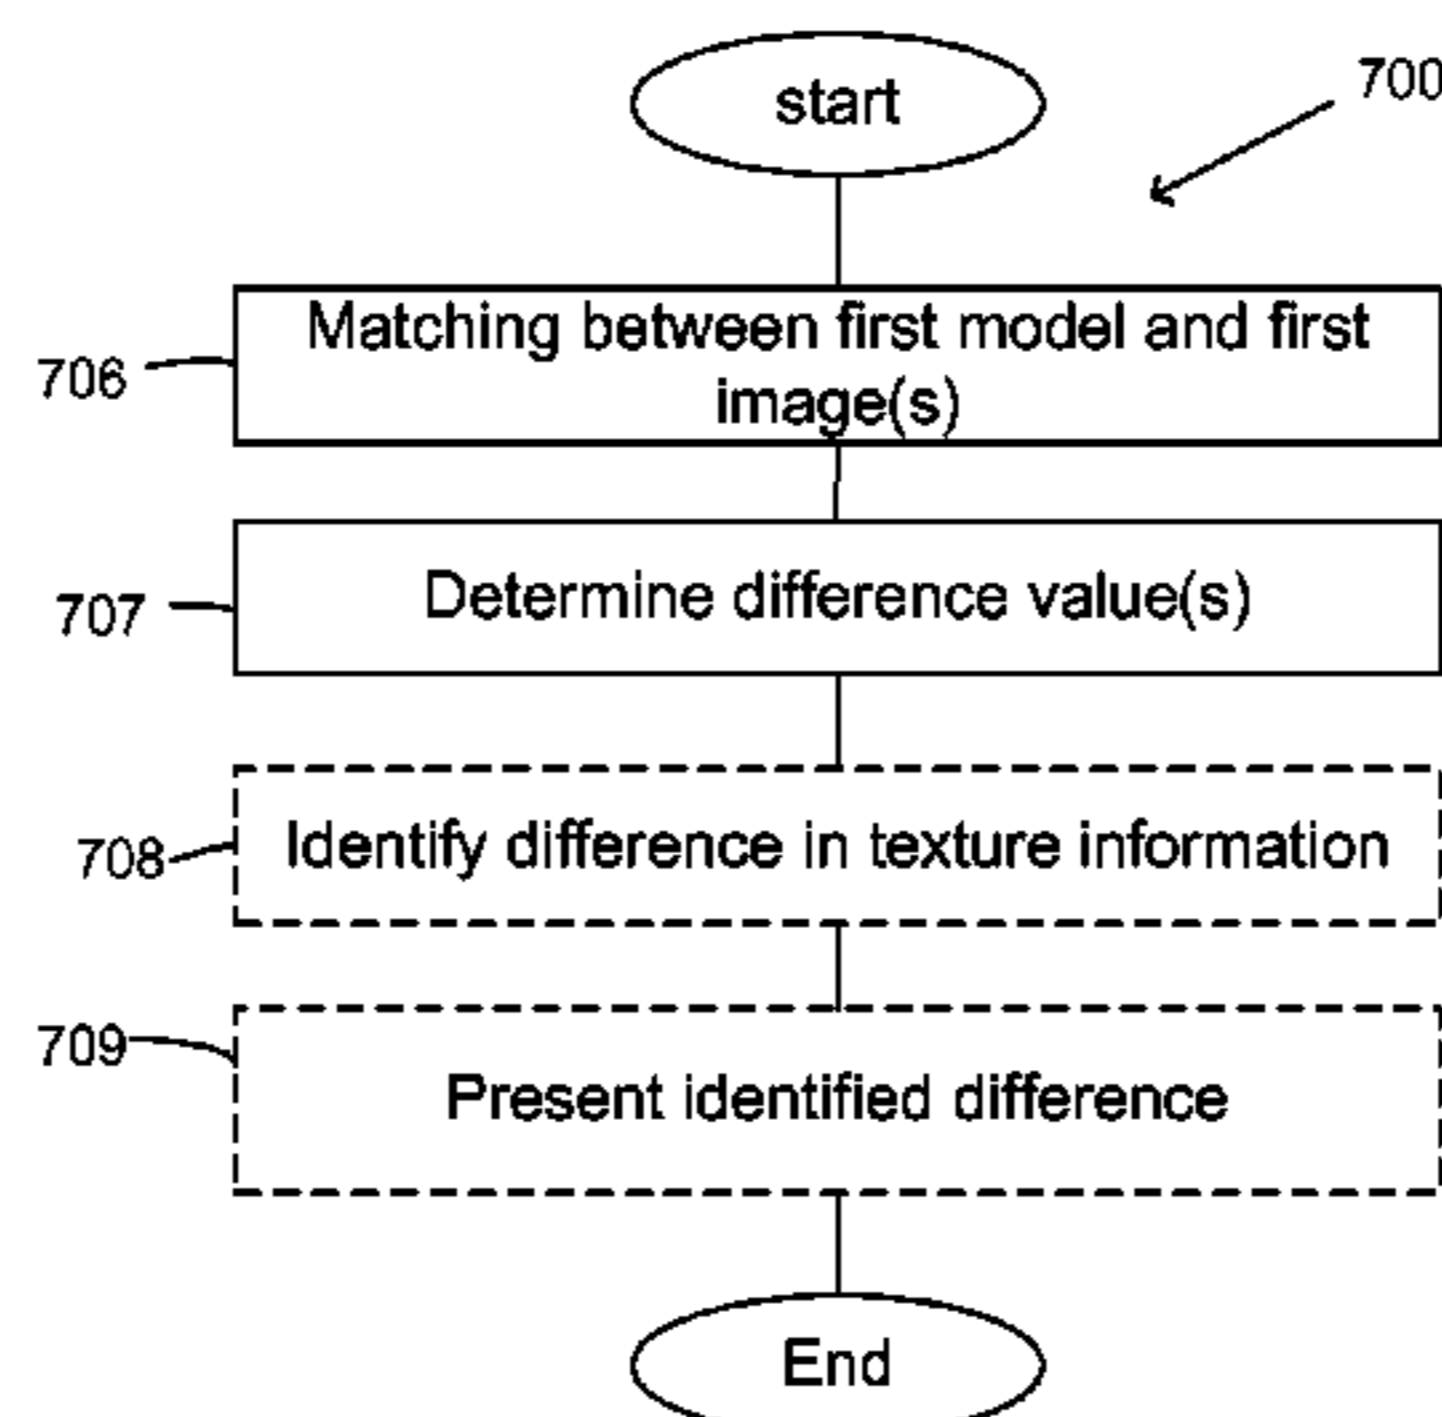 start
700
Matching between first model and first
image(s)
706
Determine difference value(s)
707
Identify difference in texture information
708
709
Present identified difference
End